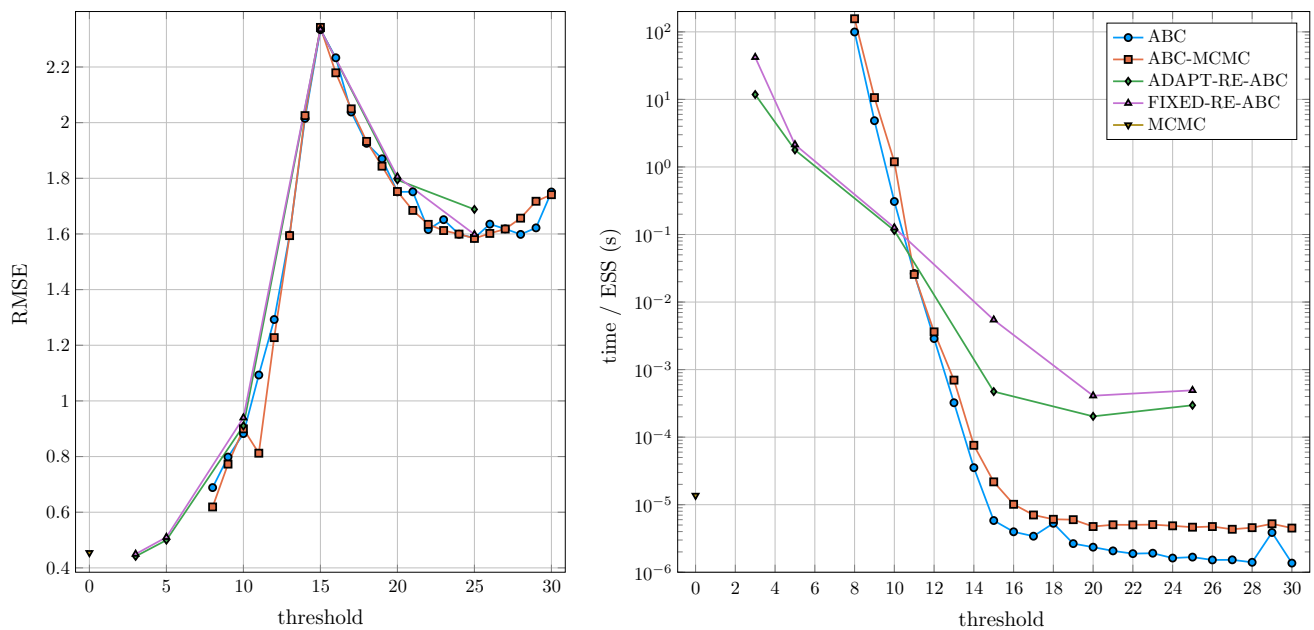 2.2
2
1.8
1.6
1.4
1.2
1
0.8
0.6
0.4
RMSE
0 5 10 15 20 25 30
threshold
10^2
10^1
10^0
10^−1
10^−2
10^−3
10^−4
10^−5
10^−6
time / ESS (s)
0 2 4 6 8 10 12 14 16 18 20 22 24 26 28 30
threshold
ABC
ABC-MCMC
ADAPT-RE-ABC
FIXED-RE-ABC
MCMC